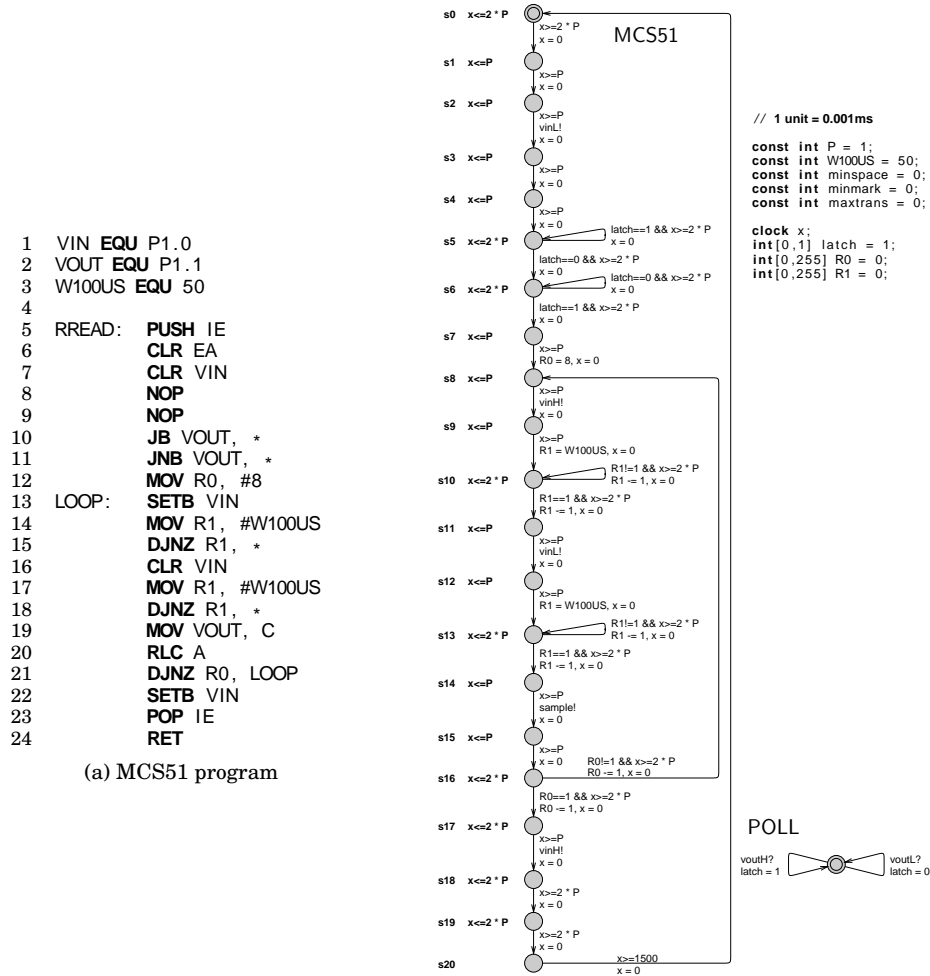 1 VIN EQU P1.0
2 VOUT EQU P1.1
3 W100US EQU 50
4
5 RREAD: PUSH IE
6 CLR EA
7 CLR VIN
8 NOP
9 NOP
10 JB VOUT, *
11 JNB VOUT, *
12 MOV R0, #8
13 LOOP: SETB VIN
14 MOV R1, #W100US
15 DJNZ R1, *
16 CLR VIN
17 MOV R1, #W100US
18 DJNZ R1, *
19 MOV VOUT, C
20 RLC A
21 DJNZ R0, LOOP
22 SETB VIN
23 POP IE
24 RET
(a) MCS51 program
MCS51
s0 x<=2 * P
x>=2 * P
x = 0
s1 x<=P
x>=P
x = 0
s2 x<=P
x>=P
vinL!
x = 0
s3 x<=P
x>=P
x = 0
s4 x<=P
x>=P
x = 0
s5 x<=2 * P
latch==1 && x>=2 * P
x = 0
latch==0 && x>=2 * P
x = 0
s6 x<=2 * P
latch==0 && x>=2 * P
x = 0
latch==1 && x>=2 * P
x = 0
s7 x<=P
x>=P
R0 = 8, x = 0
s8 x<=P
x>=P
vinH!
x = 0
s9 x<=P
x>=P
R1 = W100US, x = 0
s10 x<=2 * P
R1!=1 && x>=2 * P
R1 -= 1, x = 0
R1==1 && x>=2 * P
R1 -= 1, x = 0
s11 x<=P
x>=P
vinL!
x = 0
s12 x<=P
x>=P
R1 = W100US, x = 0
s13 x<=2 * P
R1!=1 && x>=2 * P
R1 -= 1, x = 0
R1==1 && x>=2 * P
R1 -= 1, x = 0
s14 x<=P
x>=P
sample!
x = 0
s15 x<=P
x>=P
x = 0
R0!=1 && x>=2 * P
R0 -= 1, x = 0
s16 x<=2 * P
R0==1 && x>=2 * P
R0 -= 1, x = 0
s17 x<=2 * P
x>=P
vinH!
x = 0
s18 x<=2 * P
x>=2 * P
x = 0
s19 x<=2 * P
x>=2 * P
x = 0
s20
x>=1500
x = 0
// 1 unit = 0.001ms
const int P = 1;
const int W100US = 50;
const int minspace = 0;
const int minmark = 0;
const int maxtrans = 0;
clock x;
int[0,1] latch = 1;
int[0,255] R0 = 0;
int[0,255] R1 = 0;
POLL
voutH?
latch = 1
voutL?
latch = 0